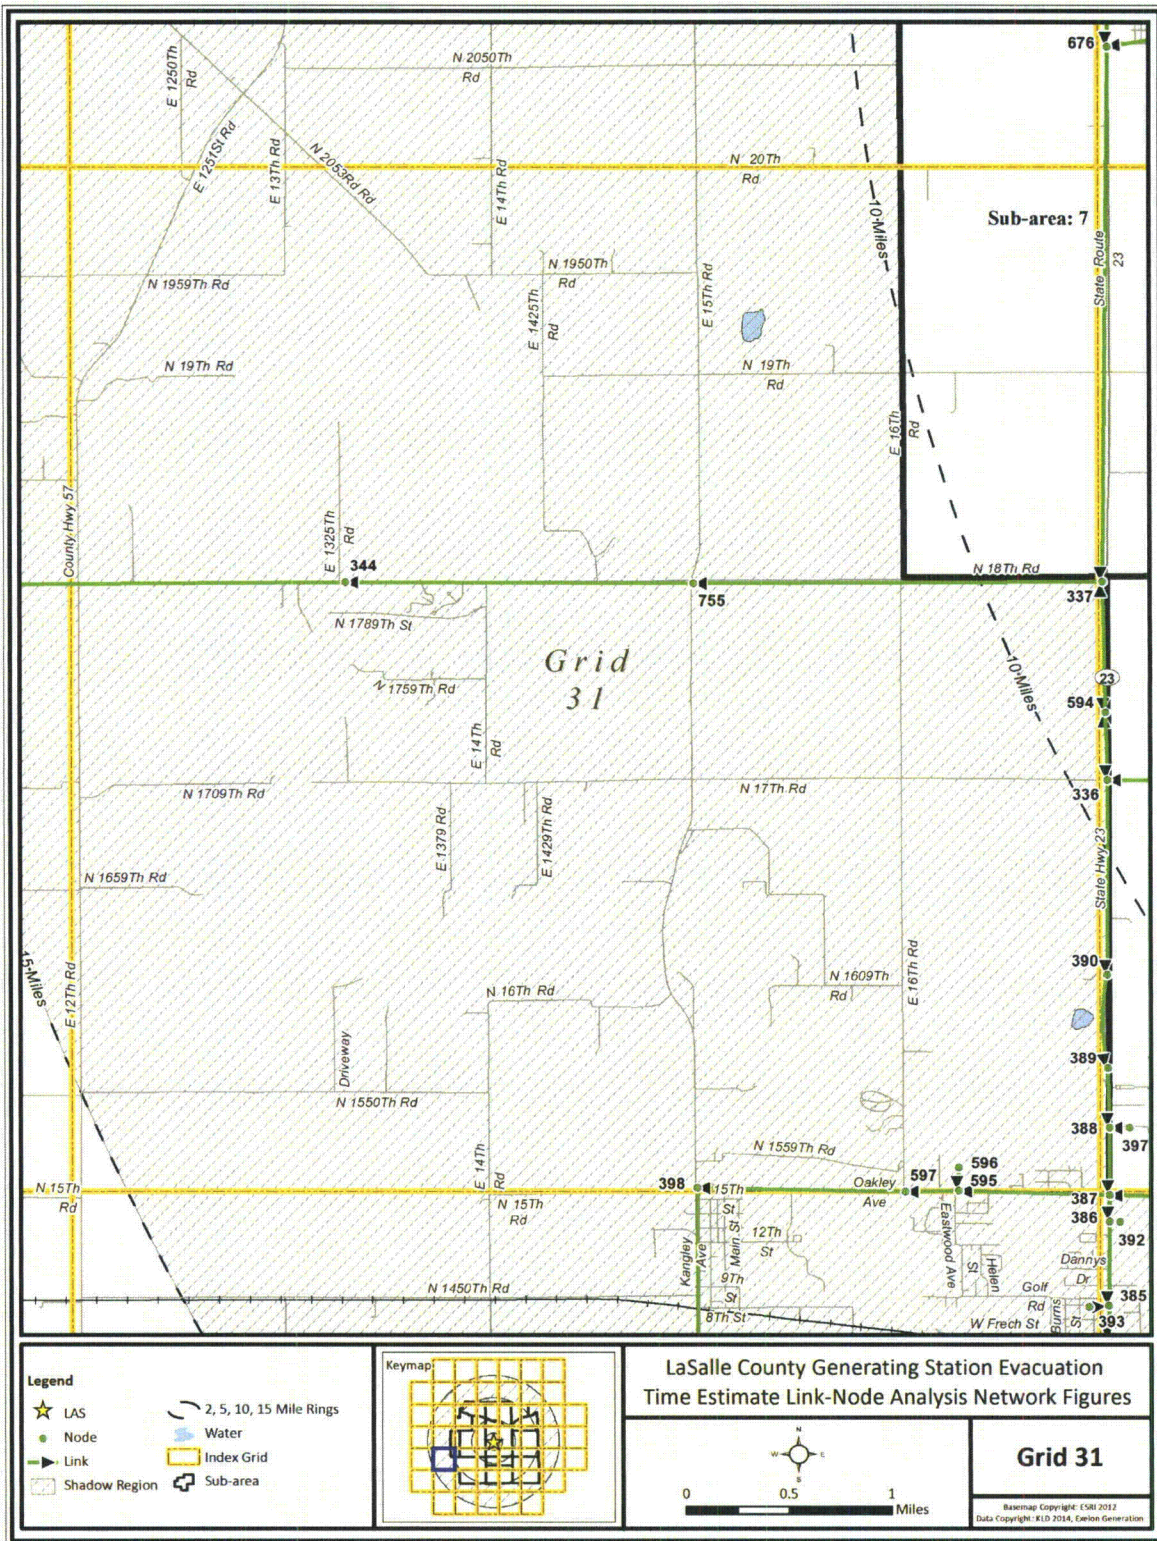 676
E 1250Th
Rd
N 2050Th
Rd
E 1251St Rd
E 13Th Rd
N 2053Rd Rd
E 14Th Rd
N 20Th
Rd
10 Miles
Sub-area: 7
State Route
23
N 1959Th Rd
N 1950Th
Rd
E 1425Th
Rd
E 15Th Rd
N 19Th Rd
N 19Th
Rd
E 16Th
Rd
County Hwy 57
E 1325Th
Rd
344
755
N 18Th Rd
337
N 1789Th St
N 1759Th Rd
Grid
31
10 Miles
23
594
E 14Th
Rd
N 1709Th Rd
N 17Th Rd
336
E 1379 Rd
E 1429Th Rd
State Hwy 23
N 1659Th Rd
15 Miles
E 12Th Rd
N 16Th Rd
N 1609Th
Rd
E 16Th Rd
390
389
Driveway
N 1550Th Rd
388
397
N 1559Th Rd
E 14Th
Rd
398
597
596
595
N 15Th
Rd
N 15Th
Rd
15Th
St
Oakley
Ave
387
386
392
Main St
12Th
St
Eastwood Ave
Kangley
Ave
9Th
St
8Th St
St
Helen
Dannys
Dr
N 1450Th Rd
Golf
Rd
W Frech St
Burns
St
385
393
Legend
LAS
Node
Link
Shadow Region
2, 5, 10, 15 Mile Rings
Water
Index Grid
Sub-area
Keymap
LaSalle County Generating Station Evacuation
Time Estimate Link-Node Analysis Network Figures
N
W E
S
0 0.5 1
Miles
Grid 31
Basemap Copyright: ESRI 2012
Data Copyright: KLD 2014, Exelon Generation